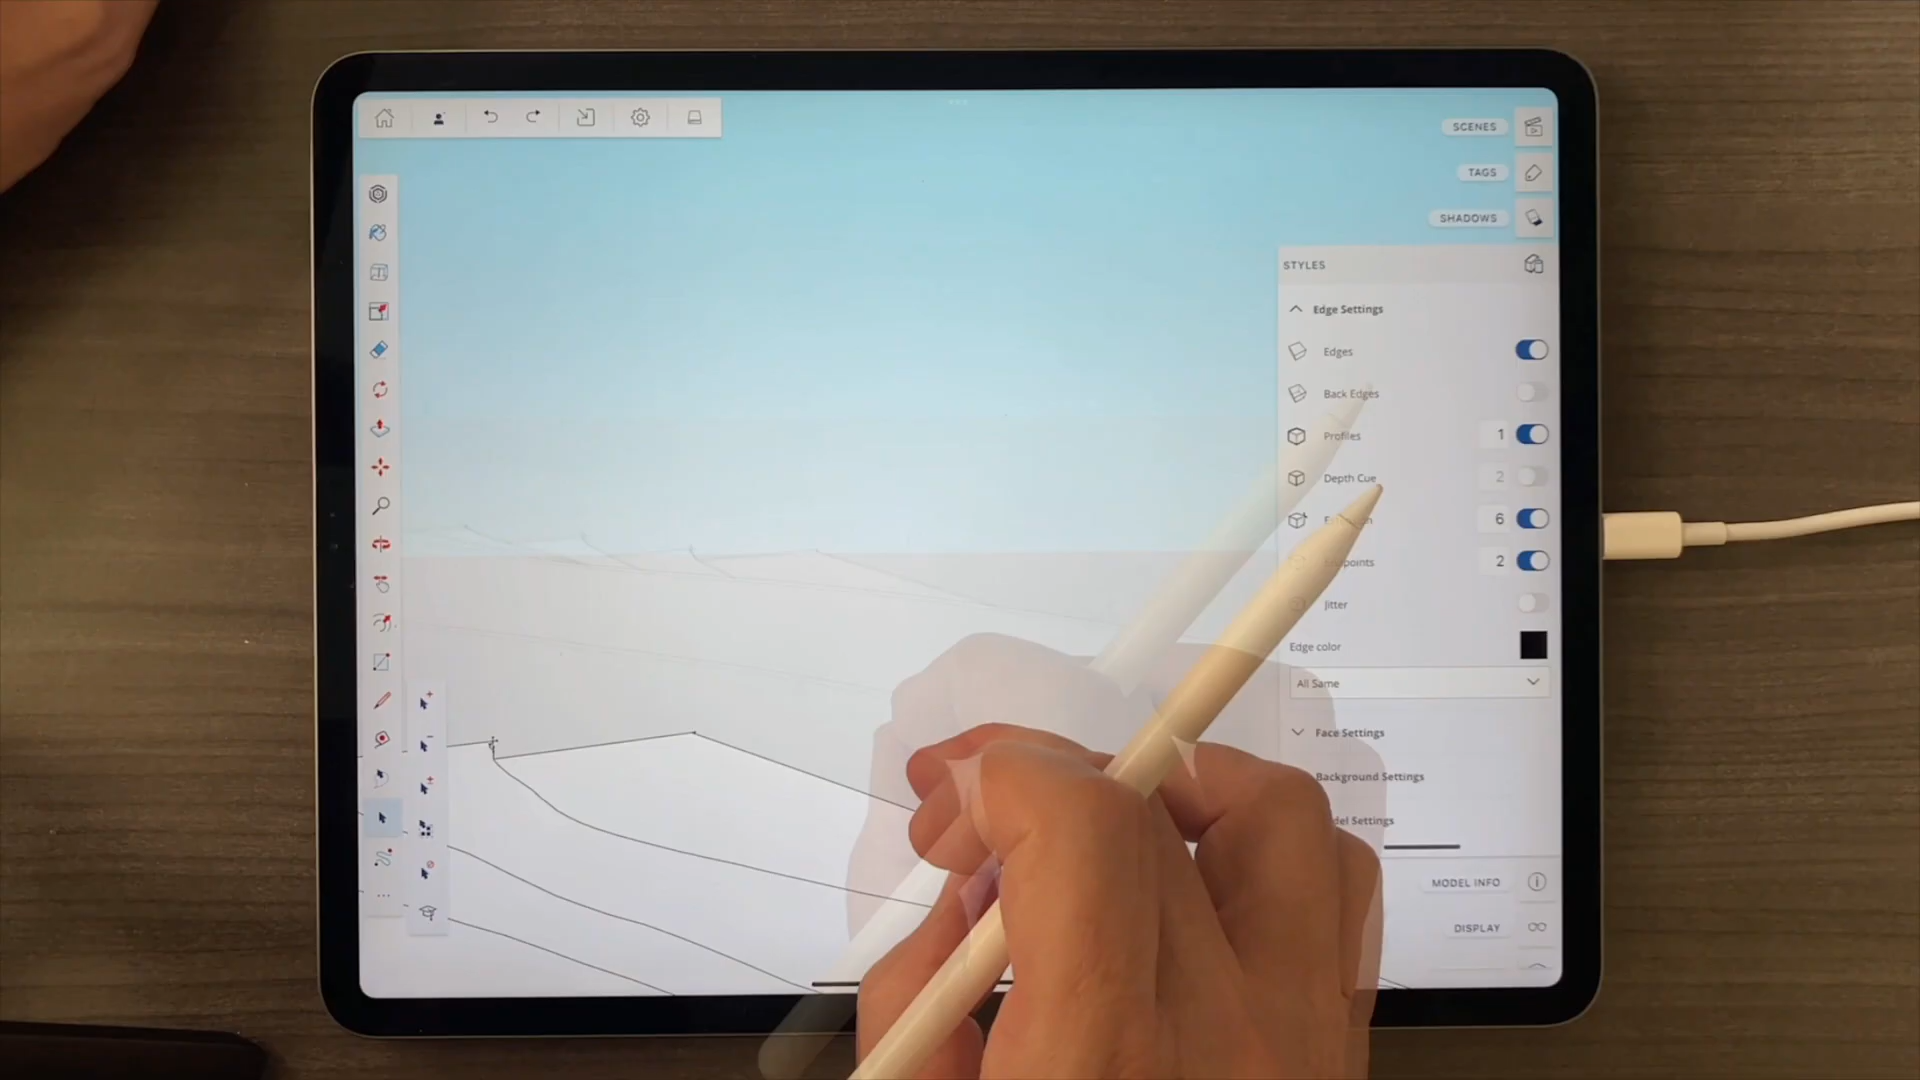 SCENES
TAGS
SHADOWS
STYLES
Edge Settings
Edges
Back Edges
Profiles 1
Depth Cue 2
6
2
Jitter
Edge color
All Same
Face Settings
Background Settings
Settings
MODEL INFO
DISPLAY